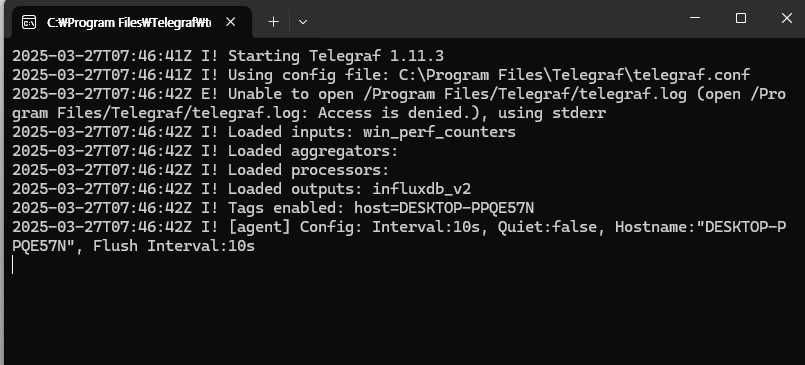 C:₩Program Files₩Telegraf₩t
2025-03-27T07:46:41Z I! Starting Telegraf 1.11.3
2025-03-27T07:46:41Z I! Using config file: C:\Program Files\Telegraf\telegraf.conf
2025-03-27T07:46:42Z E! Unable to open /Program Files/Telegraf/telegraf.log (open /Pro
gram Files/Telegraf/telegraf.log: Access is denied.), using stderr
2025-03-27T07:46:42Z I! Loaded inputs: win_perf_counters
2025-03-27T07:46:42Z I! Loaded aggregators:
2025-03-27T07:46:42Z I! Loaded processors:
2025-03-27T07:46:42Z I! Loaded outputs: influxdb_v2
2025-03-27T07:46:42Z I! Tags enabled: host=DESKTOP-PPQE57N
2025-03-27T07:46:42Z I! [agent] Config: Interval:10s, Quiet:false, Hostname:"DESKTOP-P
PQE57N", Flush Interval:10s